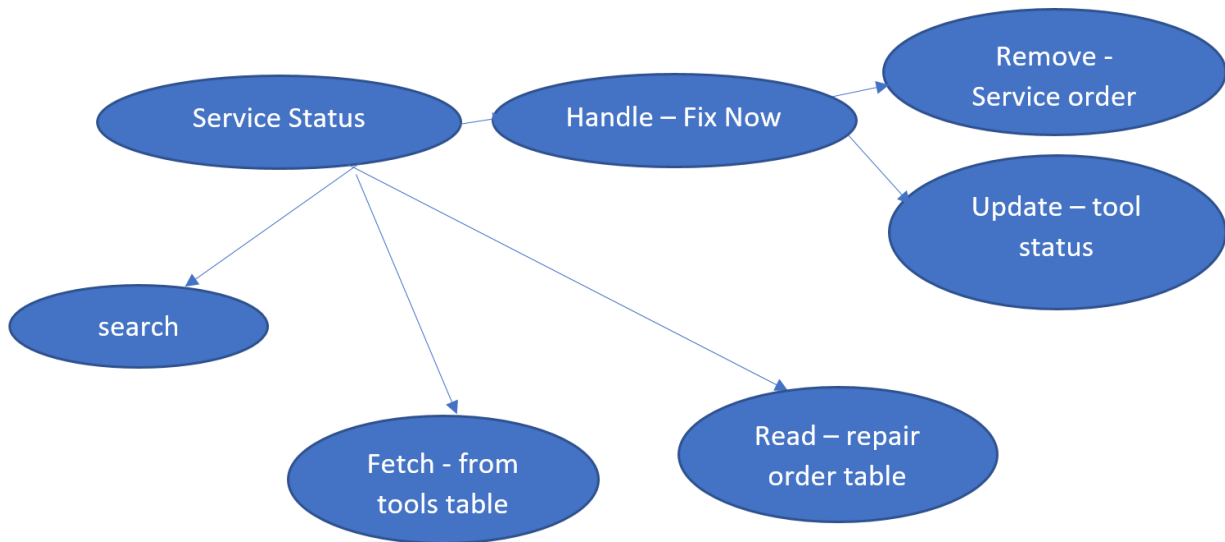 Remove -
Service order
Service Status
Handle – Fix Now
Update – tool
status
search
Read – repair
order table
Fetch - from
tools table